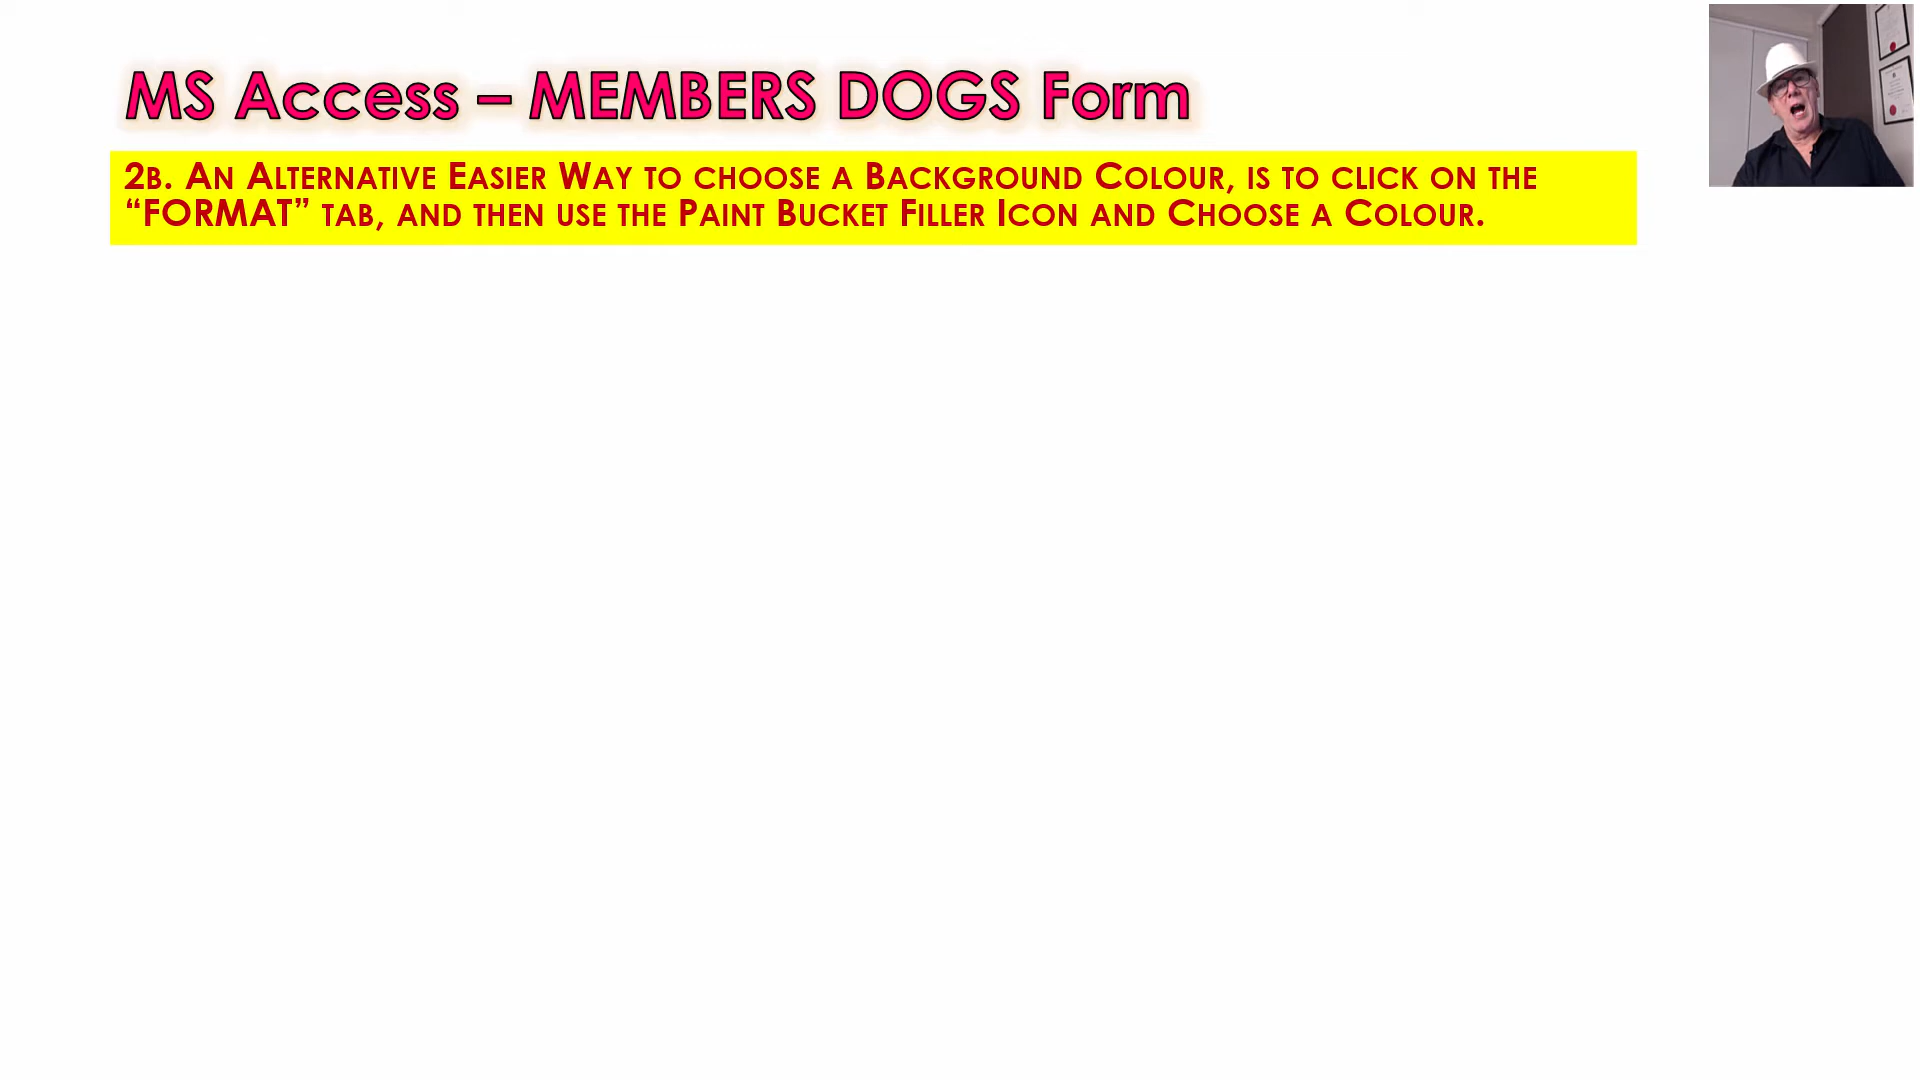 MS Access – MEMBERS DOGS Form
2B. AN ALTERNATIVE EASIER WAY TO CHOOSE A BACKGROUND COLOUR, IS TO CLICK ON THE
“FORMAT” TAB, AND THEN USE THE PAINT BUCKET FILLER ICON AND CHOOSE A COLOUR.